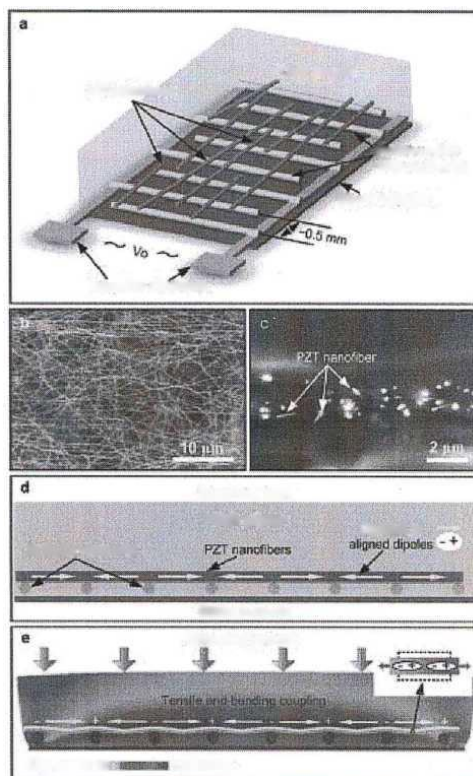 a
Vo
~0.5 mm
b
10 μm
c
PZT nanofiber
2 μm
d
PZT nanofibers
aligned dipoles
- +
e
Tensile and bending coupling